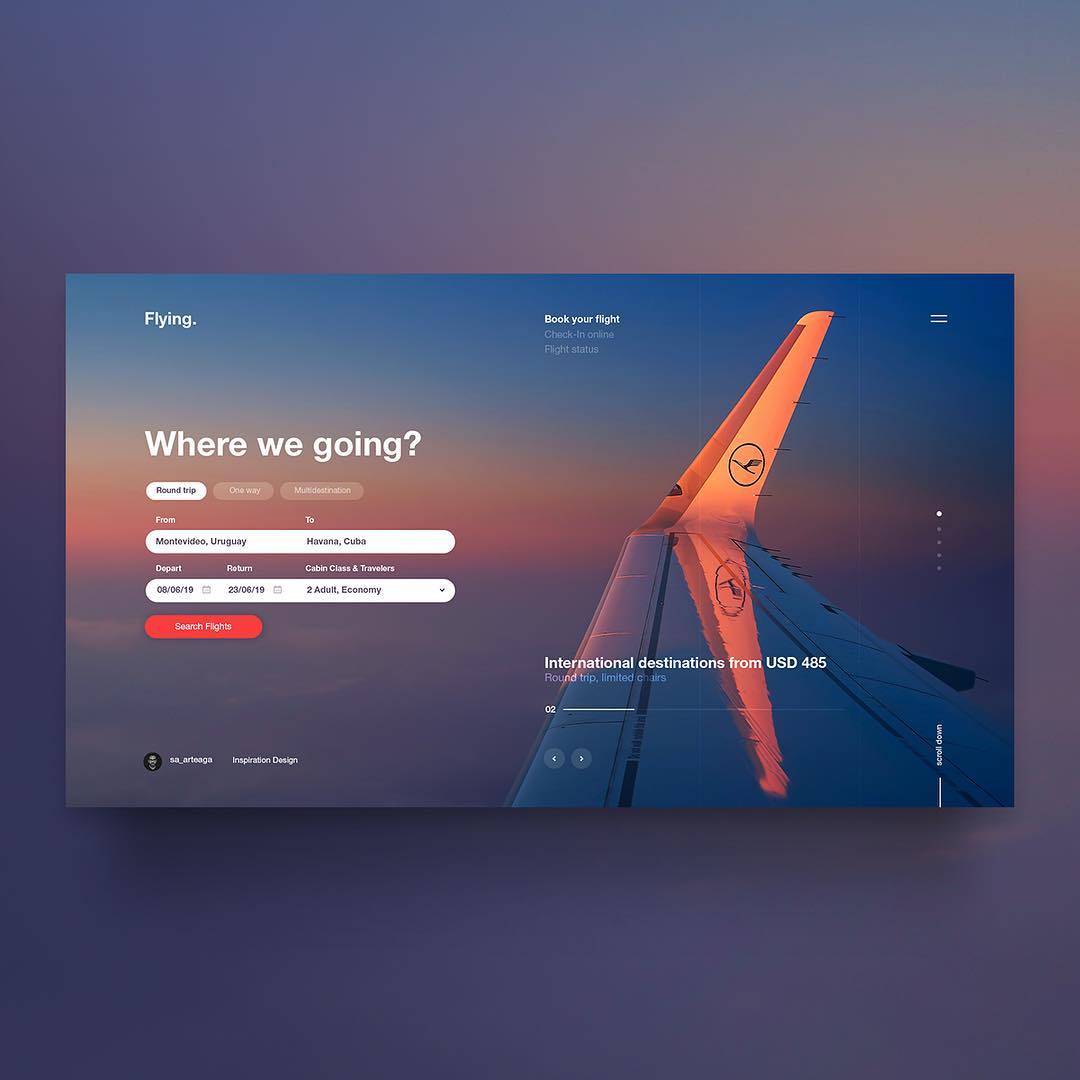 Flying.
Book your flight
Check-In online
Flight status
Where we going?
Round trip One way Multidestination
From To
Montevideo, Uruguay Havana, Cuba
Depart Return Cabin Class & Travelers
08/06/19 23/06/19 2 Adult, Economy
Search Flights
International destinations from USD 485
Round trip, limited chairs
02
scroll down
sa_arteaga Inspiration Design